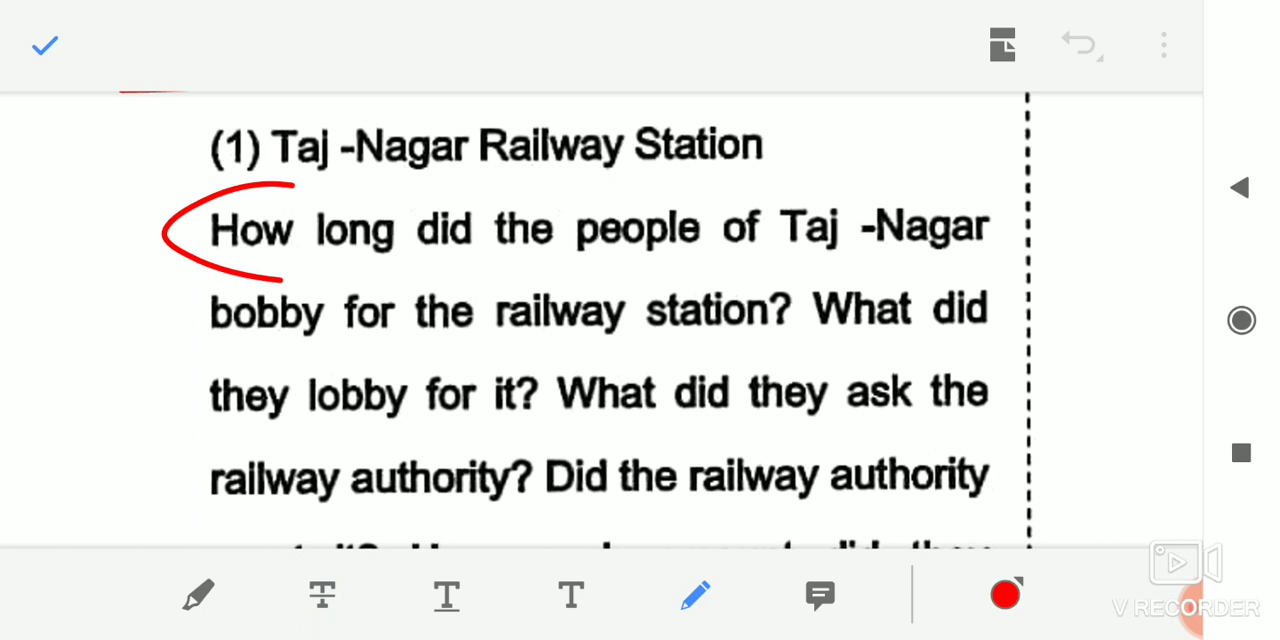 (1) Taj -Nagar Railway Station
How long did the people of Taj -Nagar
bobby for the railway station? What did
they lobby for it? What did they ask the
railway authority? Did the railway authority
V RECORDER